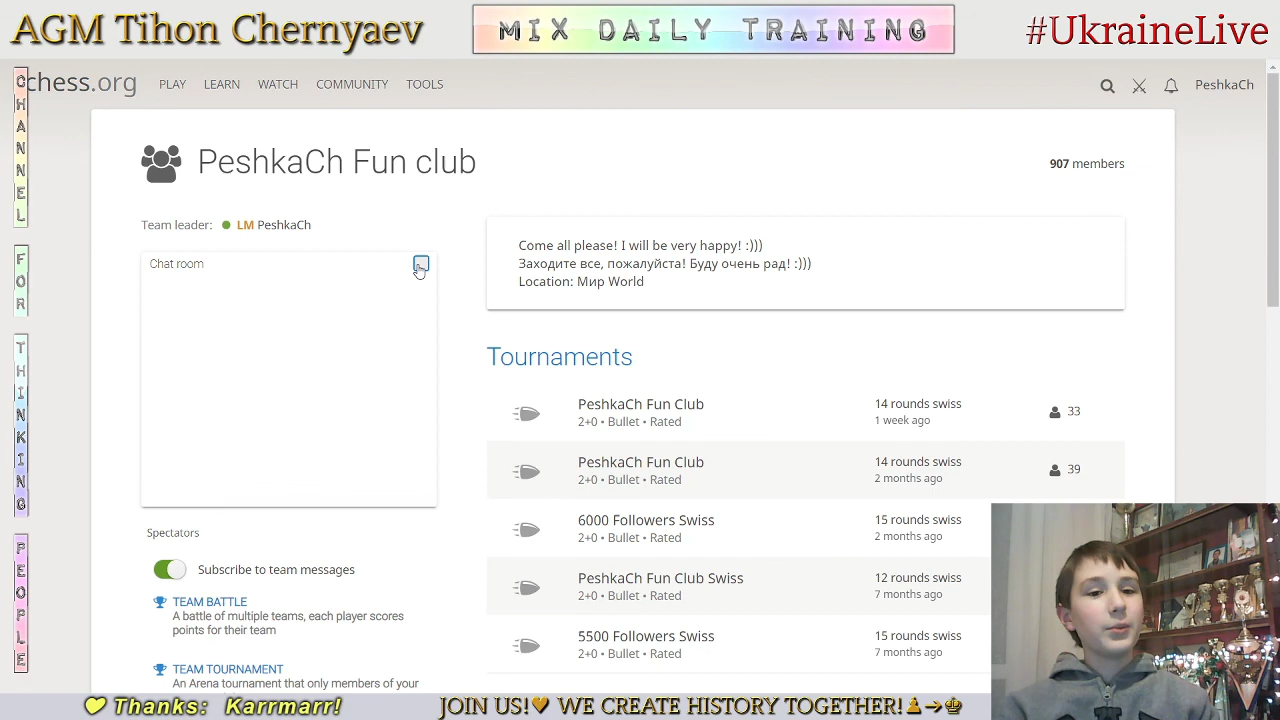 AGM Tihon Chernyaev
MIX DAILY TRAINING
#UkraineLive
chess.org
PLAY
LEARN
WATCH
COMMUNITY
TOOLS
PeshkaCh
CHANNEL
FOR
THINKING
PEOPLE
PeshkaCh Fun club
907 members
Team leader: LM PeshkaCh
Chat room
Come all please! I will be very happy! :)))
Заходите все, пожалуйста! Буду очень рад! :)))
Location: Мир World
Tournaments
PeshkaCh Fun Club
2+0 • Bullet • Rated
14 rounds swiss
1 week ago
33
PeshkaCh Fun Club
2+0 • Bullet • Rated
14 rounds swiss
2 months ago
39
6000 Followers Swiss
2+0 • Bullet • Rated
15 rounds swiss
2 months ago
PeshkaCh Fun Club Swiss
2+0 • Bullet • Rated
12 rounds swiss
7 months ago
5500 Followers Swiss
2+0 • Bullet • Rated
15 rounds swiss
7 months ago
Spectators
Subscribe to team messages
TEAM BATTLE
A battle of multiple teams, each player scores
points for their team
TEAM TOURNAMENT
An Arena tournament that only members of your
Thanks: Karrmarr!
JOIN US!🧡 WE CREATE HISTORY TOGETHER!♟→♚